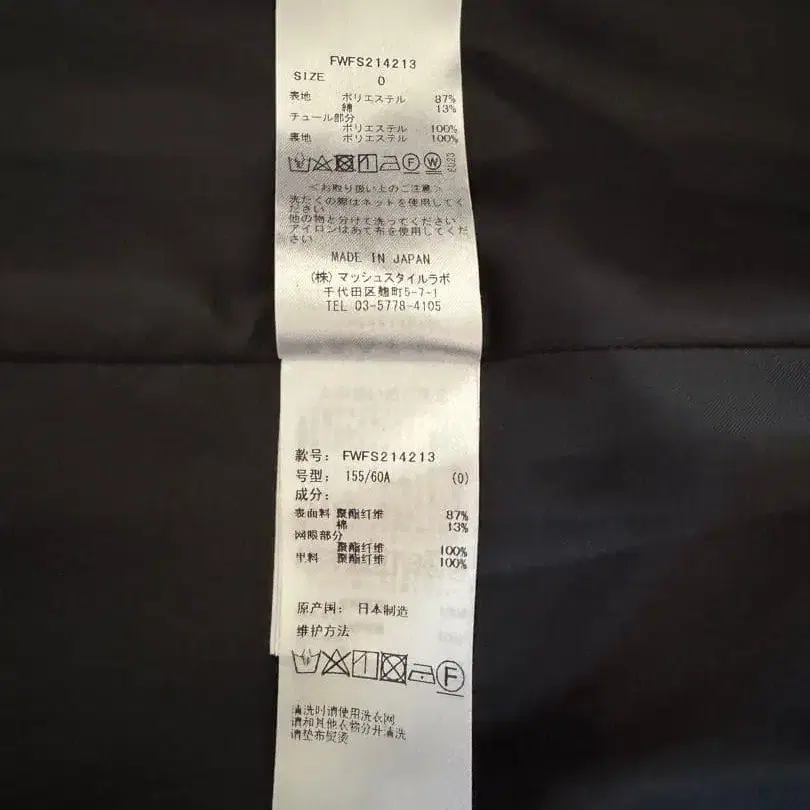 FWFS214213
SIZE 0
表地 ポリエステル 87%
綿 13%
チュール部分
ポリエステル 100%
裏地 ポリエステル 100%
F W
<お取り扱い上のご注意>
洗たくの際はネットを使用してく
ださい
他の物と分けて洗ってください
アイロンはあて布を使用してくだ
さい
MADE IN JAPAN
(株)マッシュスタイルラボ
千代田区麹町5-7-1
TEL 03-5778-4105
款号: FWFS214213
号型: 155/60A (0)
成分:
表面料 聚酯纤维 87%
棉 13%
网眼部分
聚酯纤维 100%
里料 聚酯纤维 100%
原产国: 日本制造
维护方法
F
清洗时请使用洗衣网
请和其他衣物分开清洗
请垫布熨烫